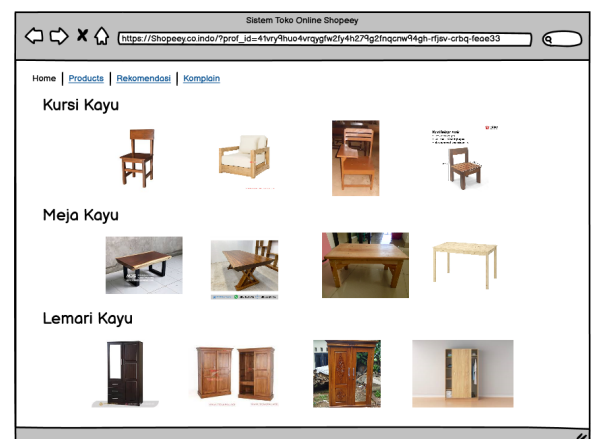 Sistem Toko Online Shopeey
https://Shopeey.co.indo/?prof_id=41vry9huo4vrqygfw2fy4h279g2fnqcnw94gh-rfjsv-crbq-feae33
Home Products Rekomendasi Komplain
Kursi Kayu
Meja Kayu
Lemari Kayu